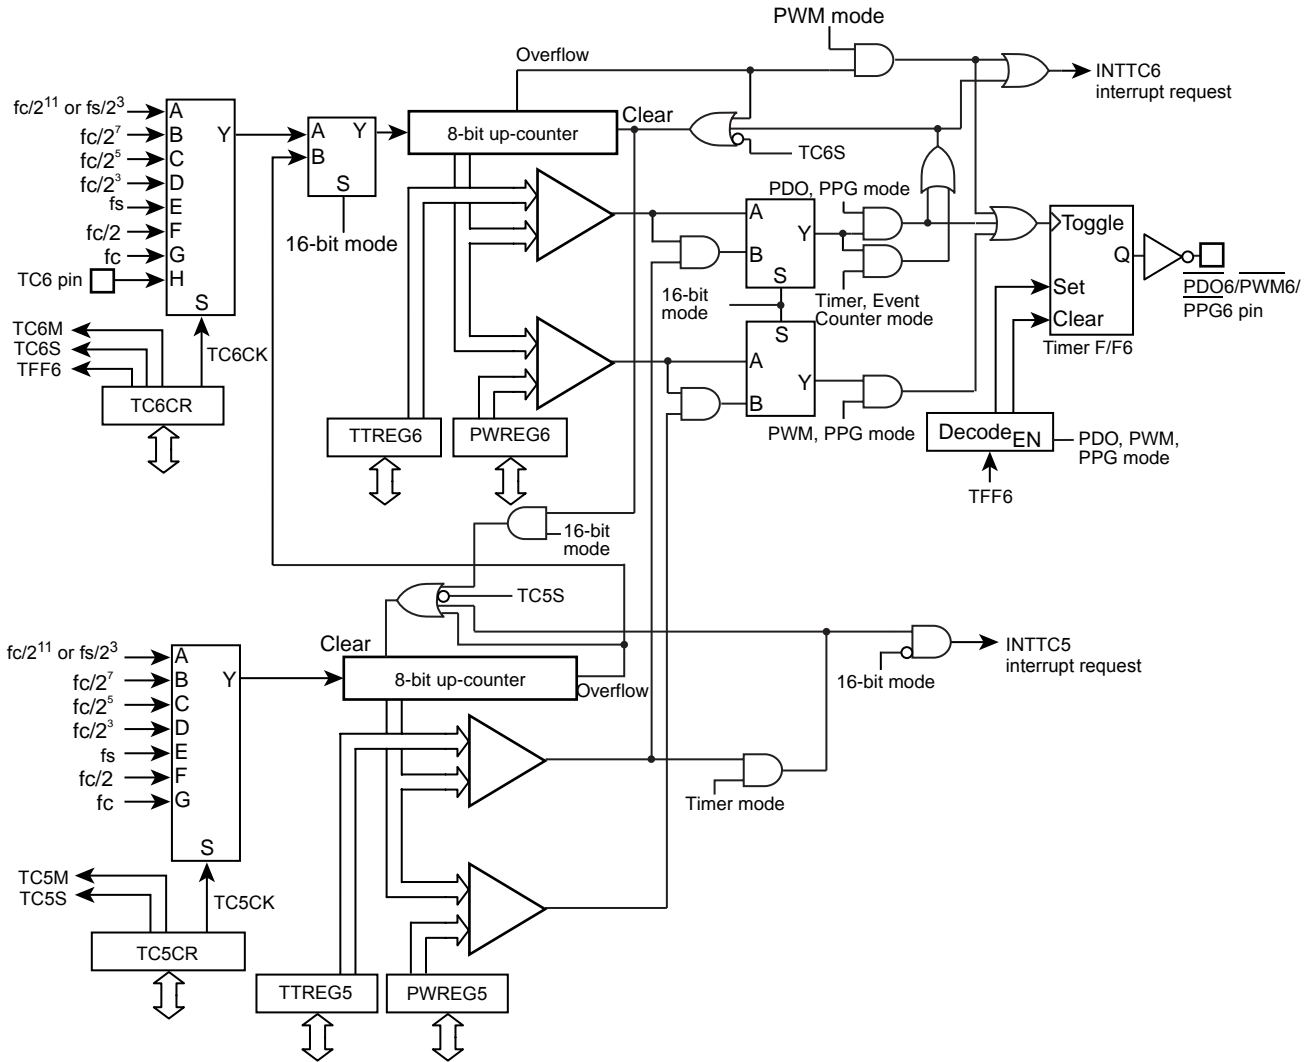 PWM mode
Overflow
INTTC6
interrupt request
fc/2¹¹ or fs/2³
fc/2⁷
fc/2⁵
fc/2³
fs
fc/2
fc
TC6 pin
A
B
C
D
E
F
G
H
Y
S
A
B
Y
S
16-bit mode
8-bit up-counter
Clear
TC6S
PDO, PPG mode
A
B
Y
S
16-bit
mode
Timer, Event
Counter mode
S
A
B
Y
PWM, PPG mode
Toggle
Q
Set
Clear
Timer F/F6
PDO6/PWM6/
PPG6 pin
TC6M
TC6S
TFF6
TC6CK
TC6CR
TTREG6
PWREG6
Decode
EN
PDO, PWM,
PPG mode
TFF6
16-bit
mode
TC5S
Clear
8-bit up-counter
Overflow
fc/2¹¹ or fs/2³
fc/2⁷
fc/2⁵
fc/2³
fs
fc/2
fc
A
B
C
D
E
F
G
Y
S
INTTC5
interrupt request
16-bit mode
Timer mode
TC5M
TC5S
TC5CK
TC5CR
TTREG5
PWREG5